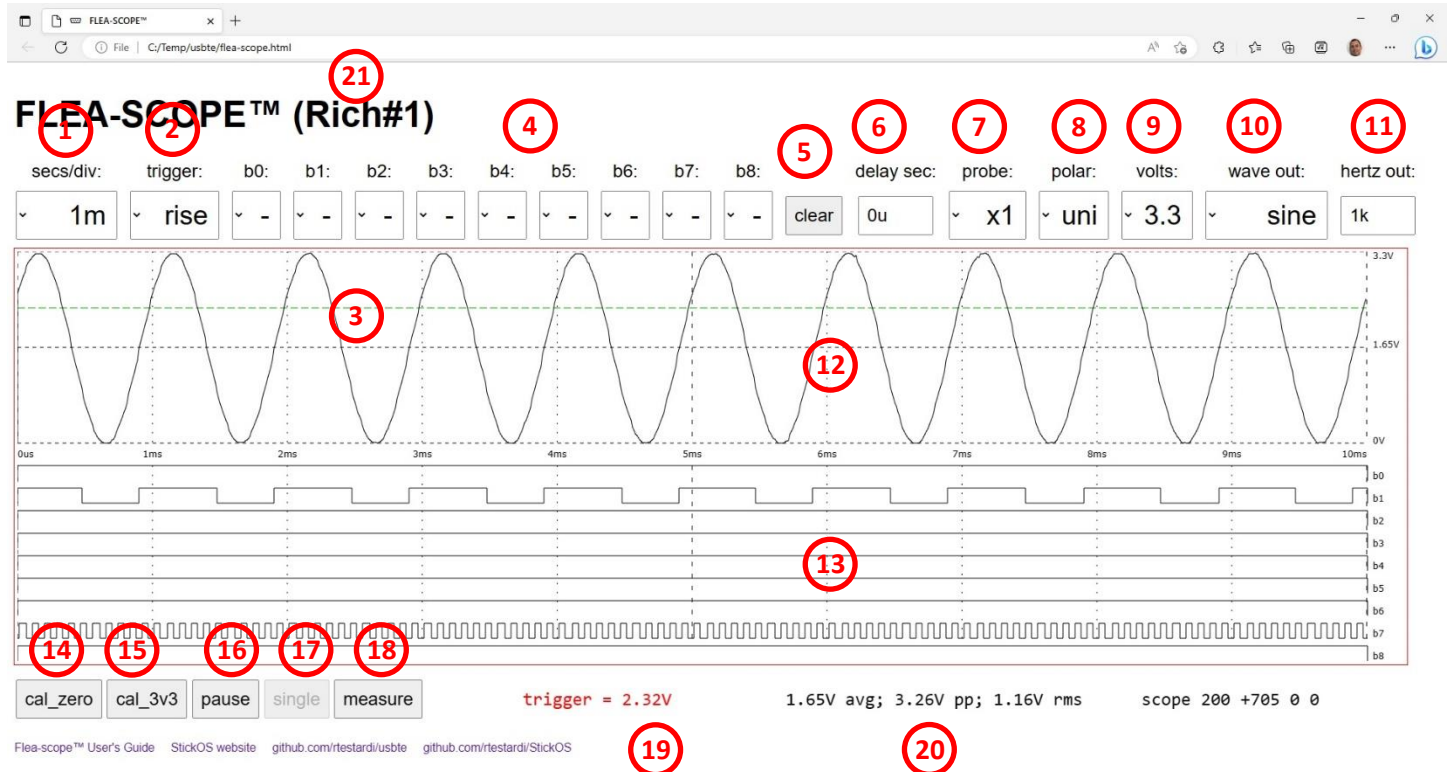 FLEA-SCOPE™
File C:/Temp/usbte/flea-scope.html
21
FLEA-SCOPE™ (Rich#1)
1 2 4 5 6 7 8 9 10 11
secs/div: trigger: b0: b1: b2: b3: b4: b5: b6: b7: b8: delay sec: probe: polar: volts: wave out: hertz out:
1m rise - - - - - - - - - clear 0u x1 uni 3.3 sine 1k
3.3V
3
1.65V
12
0V
0us 1ms 2ms 3ms 4ms 5ms 6ms 7ms 8ms 9ms 10ms
b0
b1
b2
b3
13
b4
b5
b6
b7
14 15 16 17 18
b8
cal_zero cal_3v3 pause single measure trigger = 2.32V 1.65V avg; 3.26V pp; 1.16V rms scope 200 +705 0 0
Flea-scope™ User's Guide StickOS website github.com/rtestardi/usbte github.com/rtestardi/StickOS
19 20